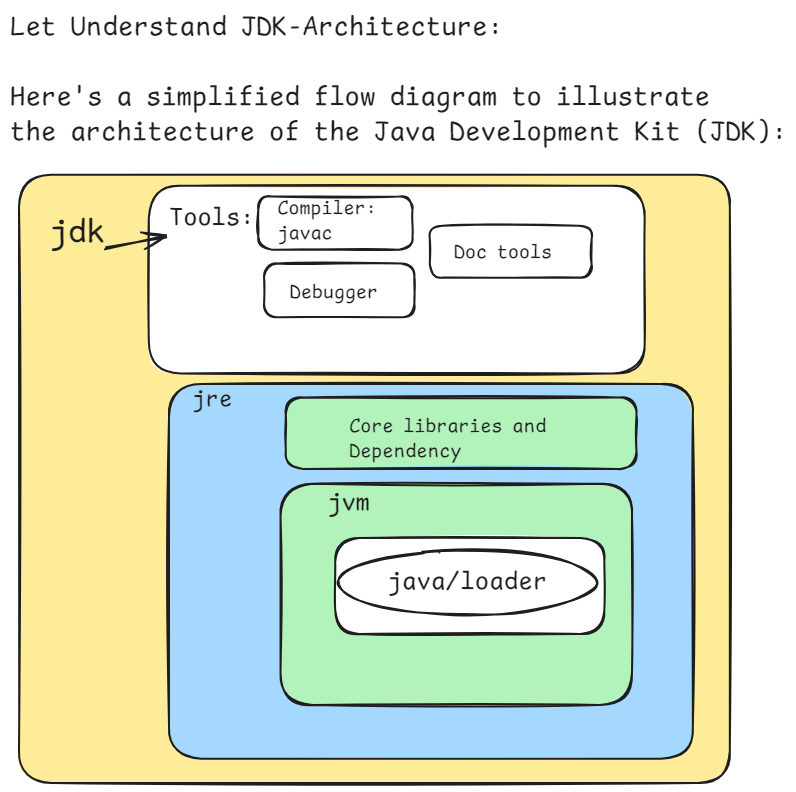 Let Understand JDK-Architecture:
Here's a simplified flow diagram to illustrate
the architecture of the Java Development Kit (JDK):
jdk
Tools:
Compiler:
javac
Doc tools
Debugger
jre
Core libraries and
Dependency
jvm
java/loader